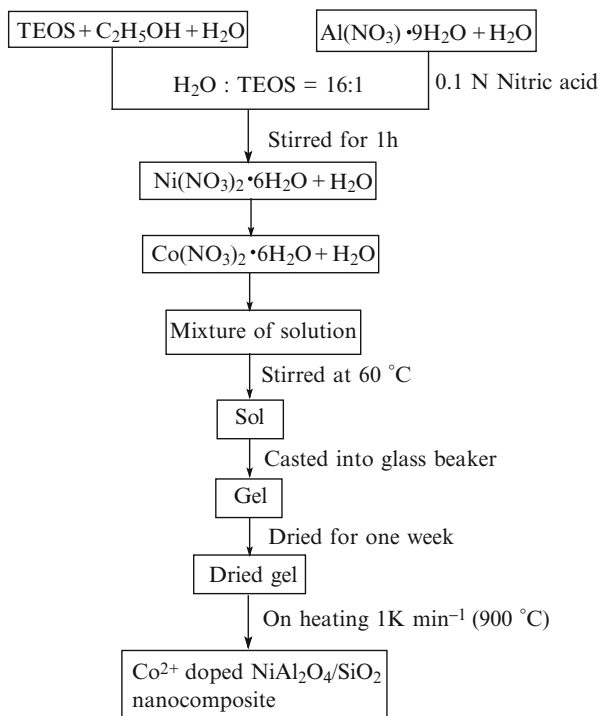 TEOS + C₂H₅OH + H₂O
Al(NO₃)·9H₂O + H₂O
H₂O : TEOS = 16:1
0.1 N Nitric acid
Stirred for 1h
Ni(NO₃)₂·6H₂O + H₂O
Co(NO₃)₂·6H₂O + H₂O
Mixture of solution
Stirred at 60 °C
Sol
Casted into glass beaker
Gel
Dried for one week
Dried gel
On heating 1K min⁻¹ (900 °C)
Co²⁺ doped NiAl₂O₄/SiO₂
nanocomposite